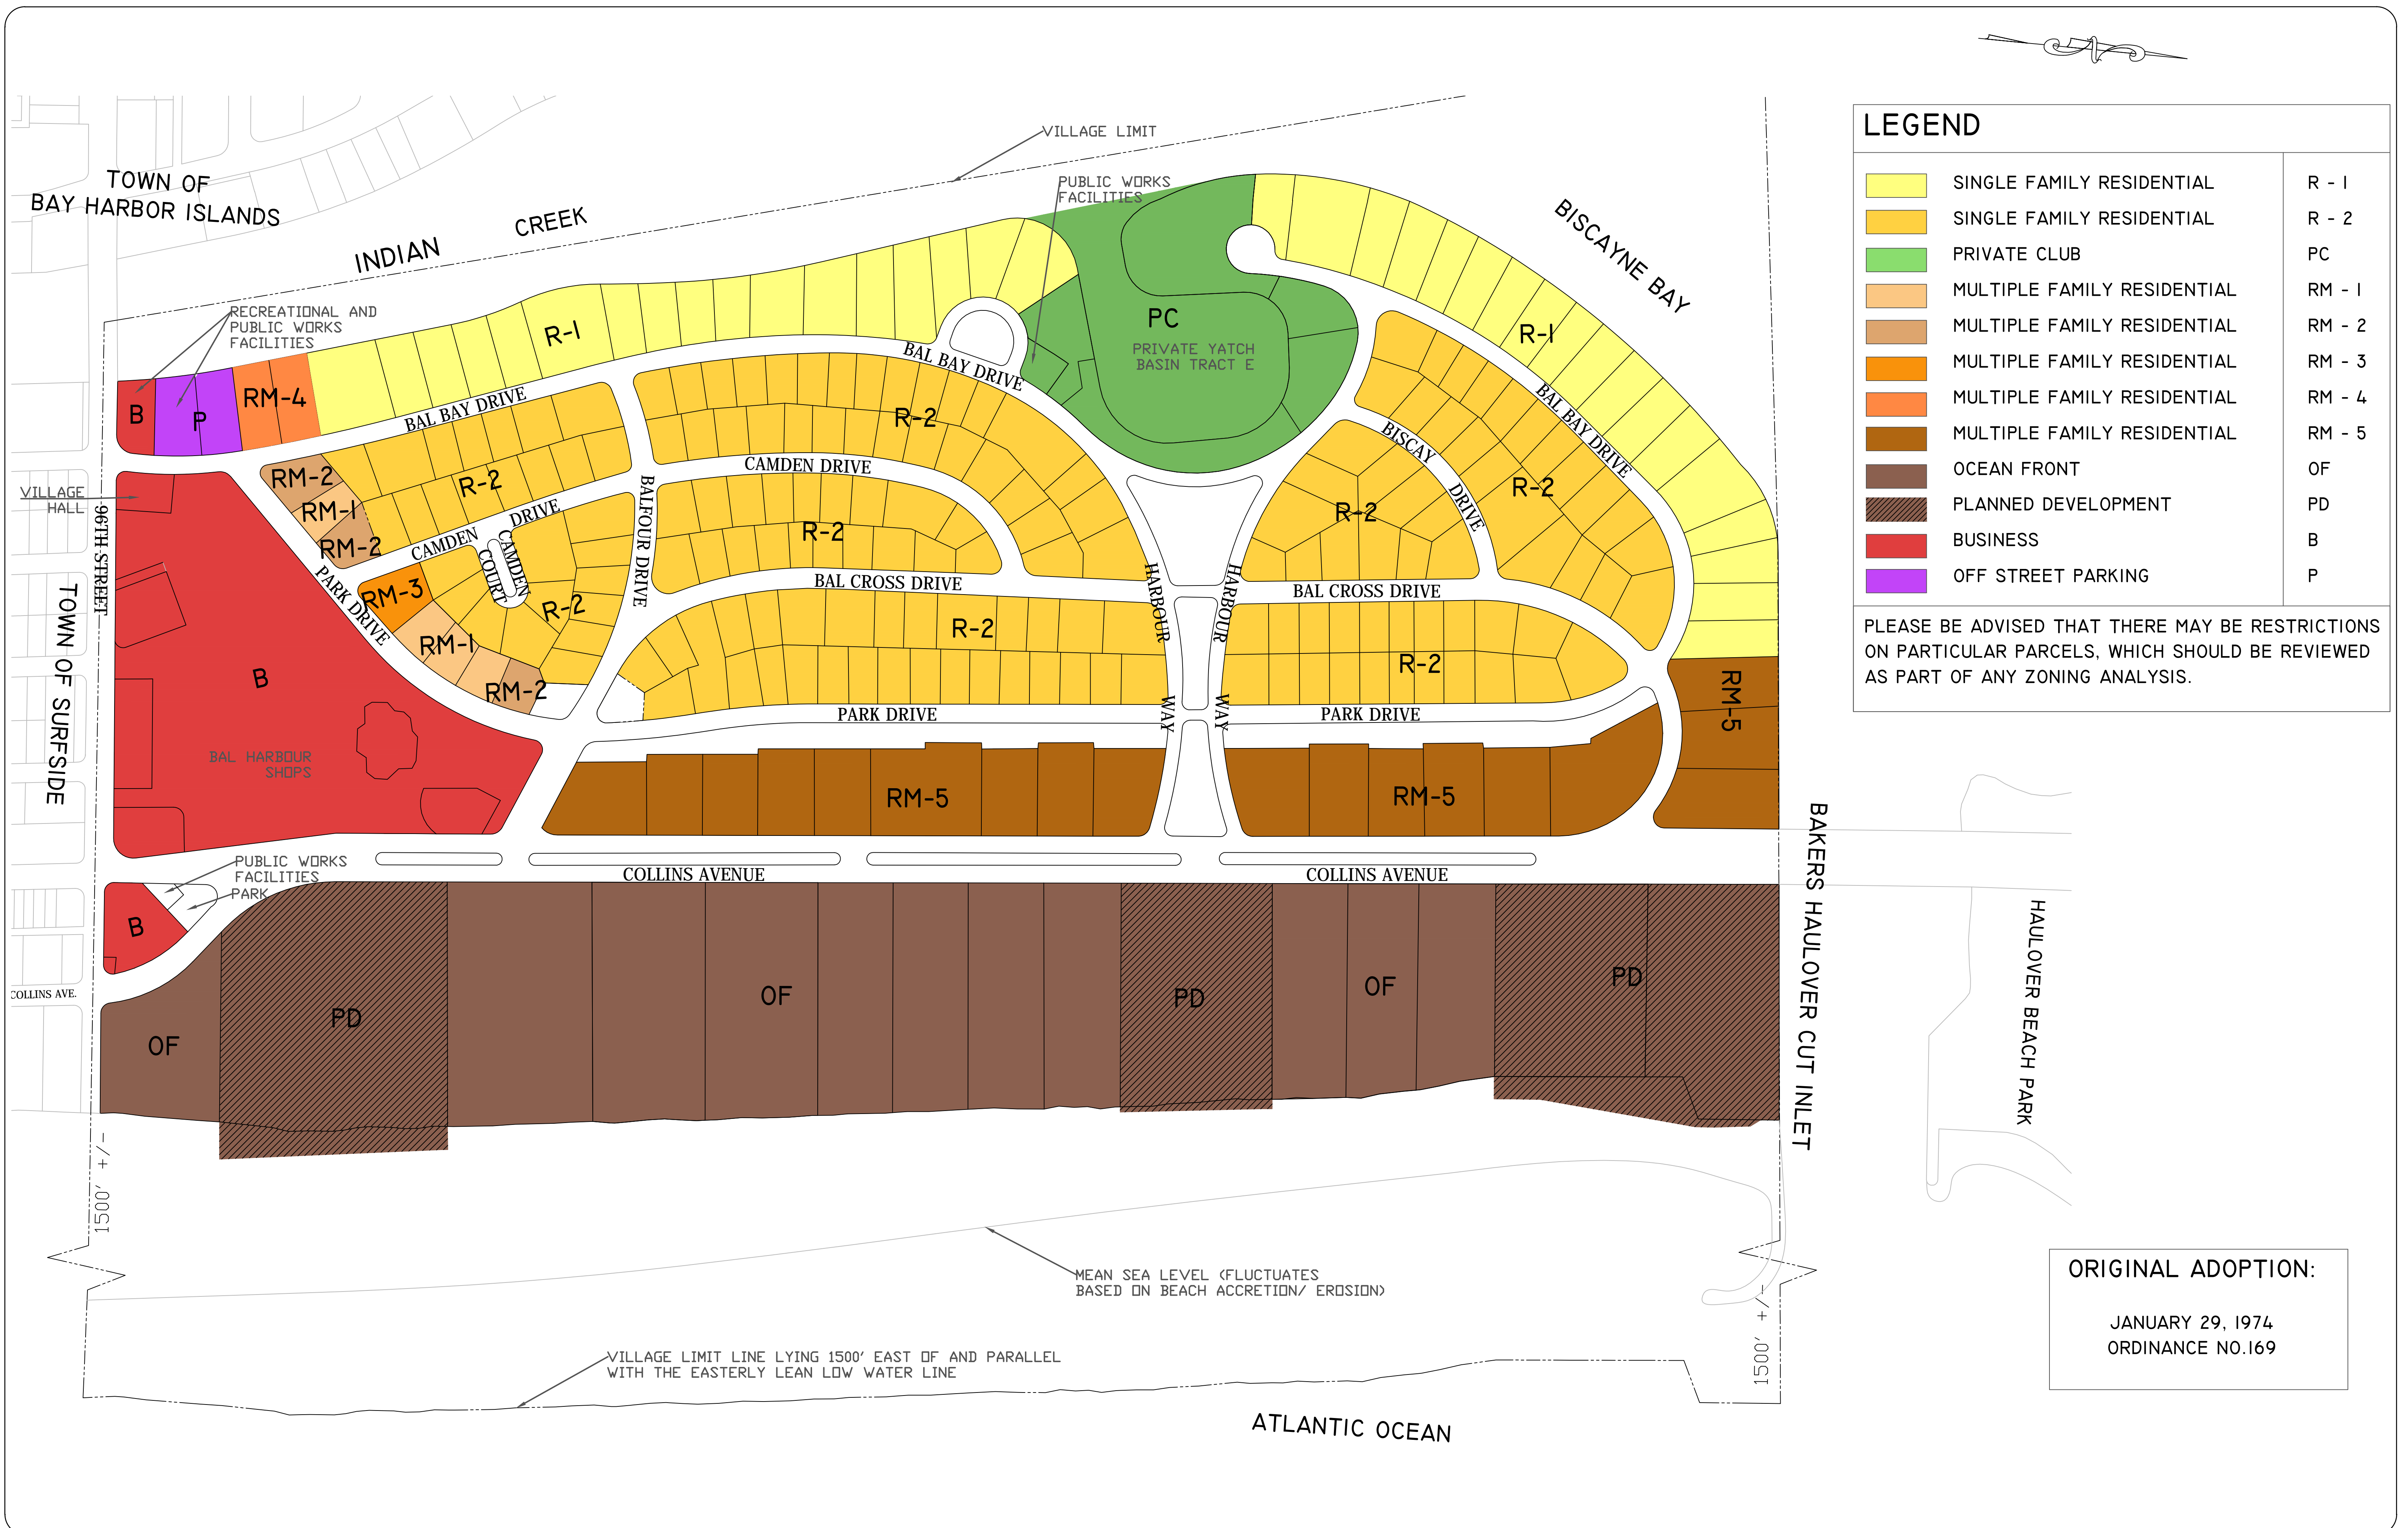 LEGEND
SINGLE FAMILY RESIDENTIAL R - 1
SINGLE FAMILY RESIDENTIAL R - 2
PRIVATE CLUB PC
MULTIPLE FAMILY RESIDENTIAL RM - 1
MULTIPLE FAMILY RESIDENTIAL RM - 2
MULTIPLE FAMILY RESIDENTIAL RM - 3
MULTIPLE FAMILY RESIDENTIAL RM - 4
MULTIPLE FAMILY RESIDENTIAL RM - 5
OCEAN FRONT OF
PLANNED DEVELOPMENT PD
BUSINESS B
OFF STREET PARKING P
PLEASE BE ADVISED THAT THERE MAY BE RESTRICTIONS
ON PARTICULAR PARCELS, WHICH SHOULD BE REVIEWED
AS PART OF ANY ZONING ANALYSIS.
VILLAGE LIMIT
TOWN OF
BAY HARBOR ISLANDS
INDIAN
CREEK
PUBLIC WORKS
FACILITIES
BISCAYNE BAY
RECREATIONAL AND
PUBLIC WORKS
FACILITIES
R-1
PC
PRIVATE YATCH
BASIN TRACT E
R-1
B
P
RM-4
BAL BAY DRIVE
BAL BAY DRIVE
BAL BAY DRIVE
R-2
CAMDEN DRIVE
BISCAY
DRIVE
R-2
R-2
RM-2
RM-1
RM-2
R-2
VILLAGE
HALL
96TH STREET
TOWN OF SURFSIDE
CAMDEN
DRIVE
CAMDEN
COURT
BALFOUR DRIVE
R-2
BAL CROSS DRIVE
BAL CROSS DRIVE
HARBOUR
WAY
HARBOUR
WAY
PARK DRIVE
RM-3
R-2
RM-1
RM-2
R-2
R-2
B
BAL HARBOUR
SHOPS
PARK DRIVE
PARK DRIVE
RM-5
RM-5
RM-5
PUBLIC WORKS
FACILITIES
PARK
B
COLLINS AVENUE
COLLINS AVENUE
COLLINS AVE.
OF
PD
OF
PD
OF
PD
BAKERS HAULOVER CUT INLET
HAULOVER BEACH PARK
1500' +/-
1500' +/-
MEAN SEA LEVEL (FLUCTUATES
BASED ON BEACH ACCRETION/ EROSION)
VILLAGE LIMIT LINE LYING 1500' EAST OF AND PARALLEL
WITH THE EASTERLY LEAN LOW WATER LINE
ATLANTIC OCEAN
ORIGINAL ADOPTION:
JANUARY 29, 1974
ORDINANCE NO.169